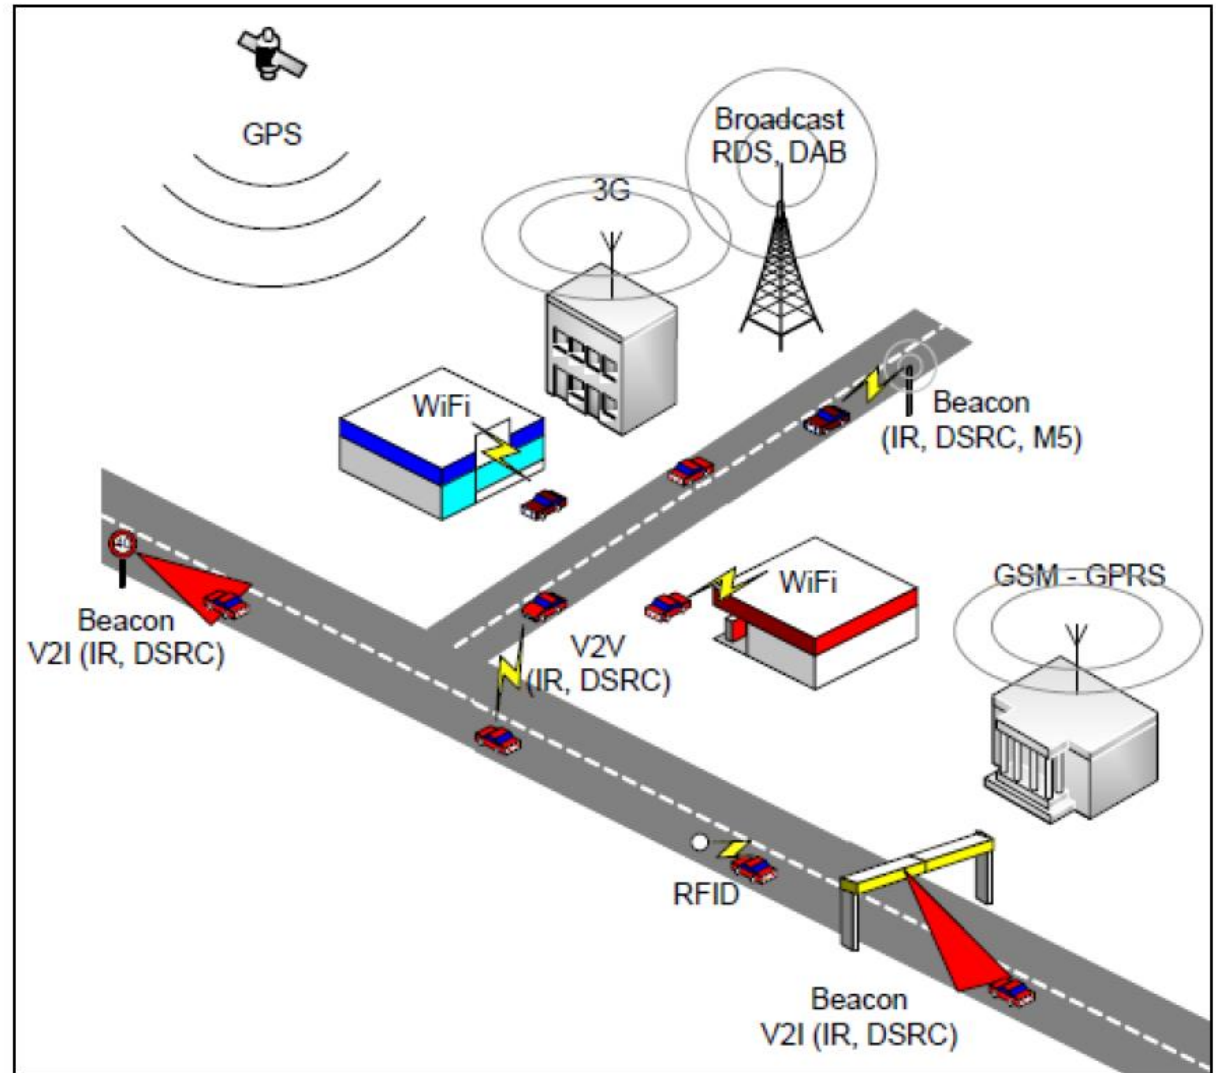 GPS
Broadcast
RDS, DAB
3G
WiFi
Beacon
(IR, DSRC, M5)
40
Beacon
V2I (IR, DSRC)
V2V
(IR, DSRC)
WiFi
GSM - GPRS
RFID
Beacon
V2I (IR, DSRC)